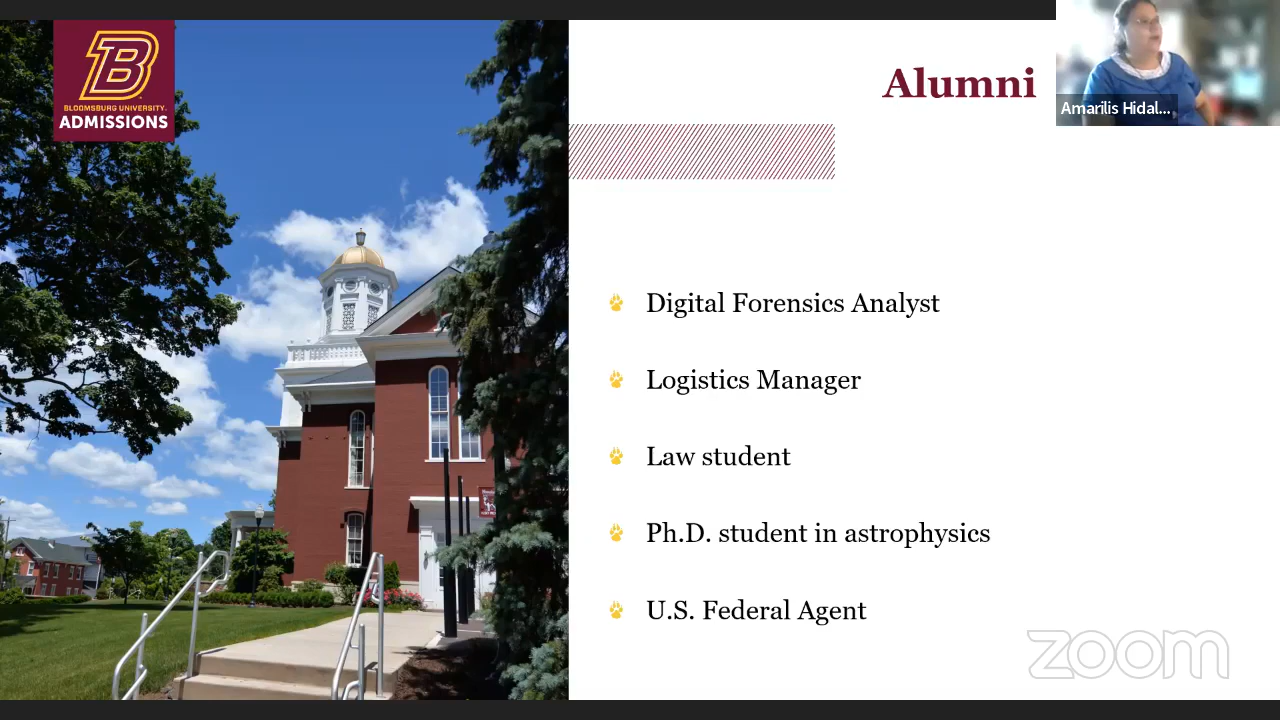 BLOOMSBURG UNIVERSITY.
ADMISSIONS
Alumni
Amarilis Hidal...
Digital Forensics Analyst
Logistics Manager
Law student
Ph.D. student in astrophysics
U.S. Federal Agent
zoom